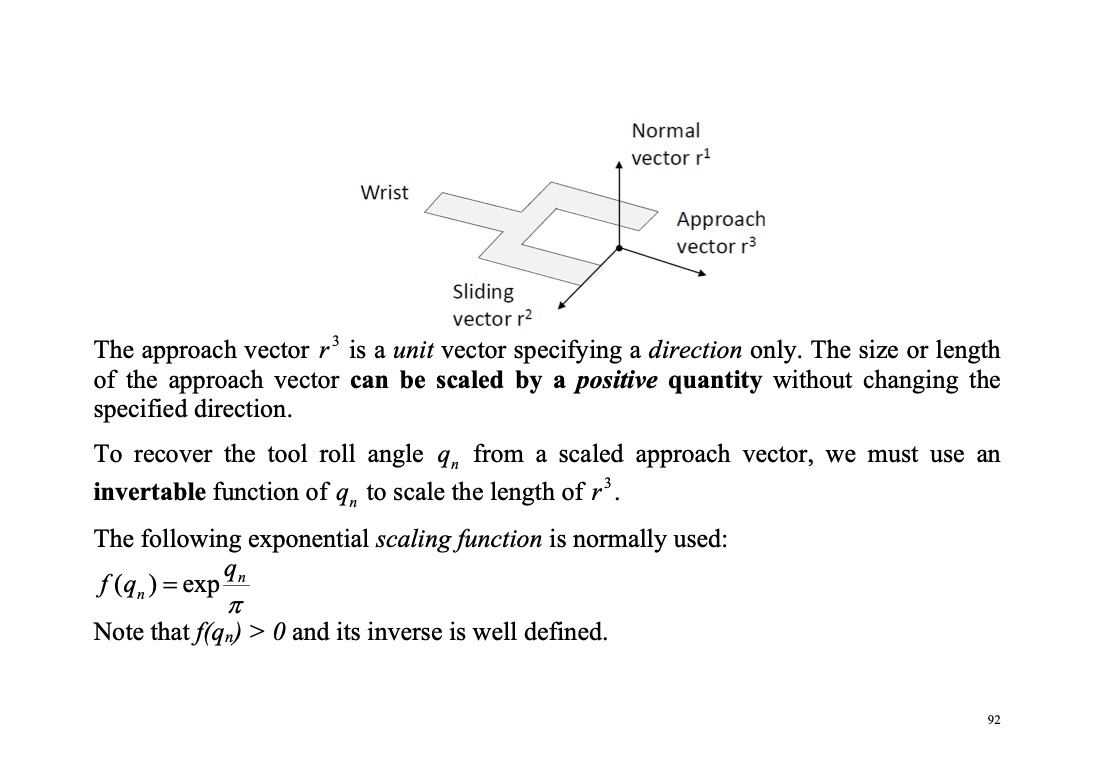 Normal
vector r¹
Wrist
Approach
vector r³
Sliding
vector r²
The approach vector r³ is a unit vector specifying a direction only. The size or length
of the approach vector can be scaled by a positive quantity without changing the
specified direction.
To recover the tool roll angle qₙ from a scaled approach vector, we must use an
invertable function of qₙ to scale the length of r³.
The following exponential scaling function is normally used:
f(qₙ) = exp qₙ/π
Note that f(qₙ) > 0 and its inverse is well defined.
92